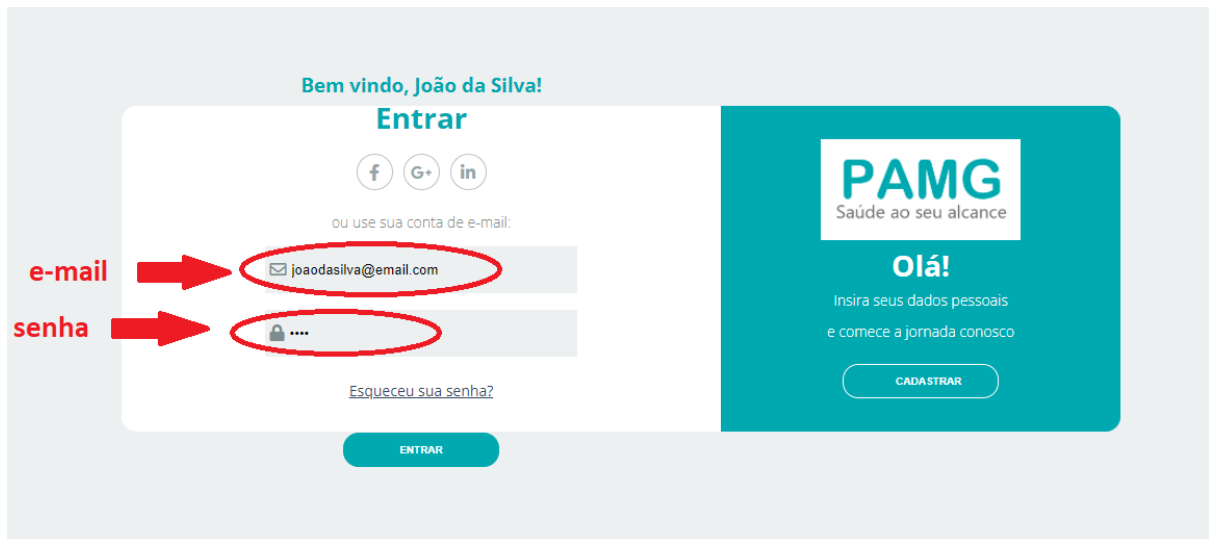 Bem vindo, João da Silva!
Entrar
f G+ in
ou use sua conta de e-mail:
e-mail
joaodasilva@email.com
senha
••••
Esqueceu sua senha?
ENTRAR
PAMG
Saúde ao seu alcance
Olá!
Insira seus dados pessoais
e comece a jornada conosco
CADASTRAR